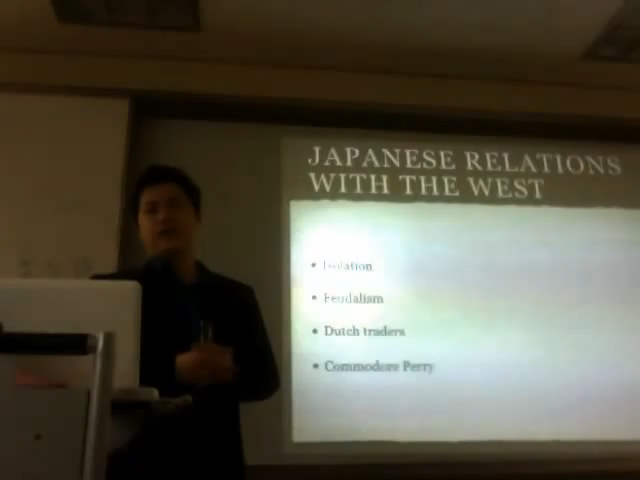 JAPANESE RELATIONS
WITH THE WEST
• Isolation
• Feudalism
• Dutch traders
• Commodore Perry